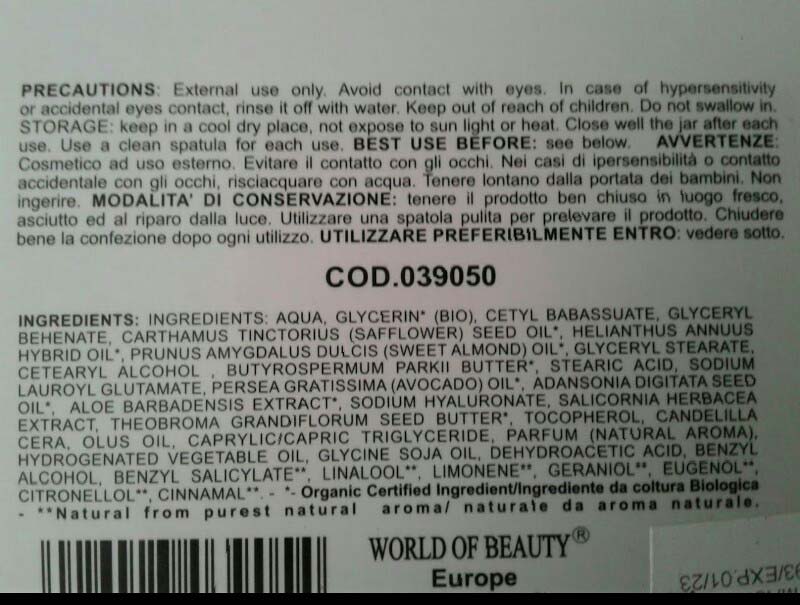 PRECAUTIONS: External use only. Avoid contact with eyes. In case of hypersensitivity
or accidental eyes contact, rinse it off with water. Keep out of reach of children. Do not swallow in.
STORAGE: keep in a cool dry place, not expose to sun light or heat. Close well the jar after each
use. Use a clean spatula for each use. BEST USE BEFORE: see below. AVVERTENZE:
Cosmetico ad uso esterno. Evitare il contatto con gli occhi. Nei casi di ipersensibilità o contatto
accidentale con gli occhi, risciacquare con acqua. Tenere lontano dalla portata dei bambini. Non
ingerire. MODALITA' DI CONSERVAZIONE: tenere il prodotto ben chiuso in luogo fresco,
asciutto ed al riparo dalla luce. Utilizzare una spatola pulita per prelevare il prodotto. Chiudere
bene la confezione dopo ogni utilizzo. UTILIZZARE PREFERIBILMENTE ENTRO: vedere sotto.
COD.039050
INGREDIENTS: INGREDIENTS: AQUA, GLYCERIN* (BIO), CETYL BABASSUATE, GLYCERYL
BEHENATE, CARTHAMUS TINCTORIUS (SAFFLOWER) SEED OIL*, HELIANTHUS ANNUUS
HYBRID OIL*, PRUNUS AMYGDALUS DULCIS (SWEET ALMOND) OIL*, GLYCERYL STEARATE,
CETEARYL ALCOHOL , BUTYROSPERMUM PARKII BUTTER*, STEARIC ACID, SODIUM
LAUROYL GLUTAMATE, PERSEA GRATISSIMA (AVOCADO) OIL*, ADANSONIA DIGITATA SEED
OIL*, ALOE BARBADENSIS EXTRACT*, SODIUM HYALURONATE, SALICORNIA HERBACEA
EXTRACT, THEOBROMA GRANDIFLORUM SEED BUTTER*, TOCOPHEROL, CANDELILLA
CERA, OLUS OIL, CAPRYLIC/CAPRIC TRIGLYCERIDE, PARFUM (NATURAL AROMA),
HYDROGENATED VEGETABLE OIL, GLYCINE SOJA OIL, DEHYDROACETIC ACID, BENZYL
ALCOHOL, BENZYL SALICYLATE**, LINALOOL**, LIMONENE**, GERANIOL**, EUGENOL**,
CITRONELLOL**, CINNAMAL**. - *- Organic Certified Ingredient/Ingrediente da coltura Biologica
- **Natural from purest natural aroma/ naturale da aroma naturale.
WORLD OF BEAUTY®
Europe
93/EXP.01/23